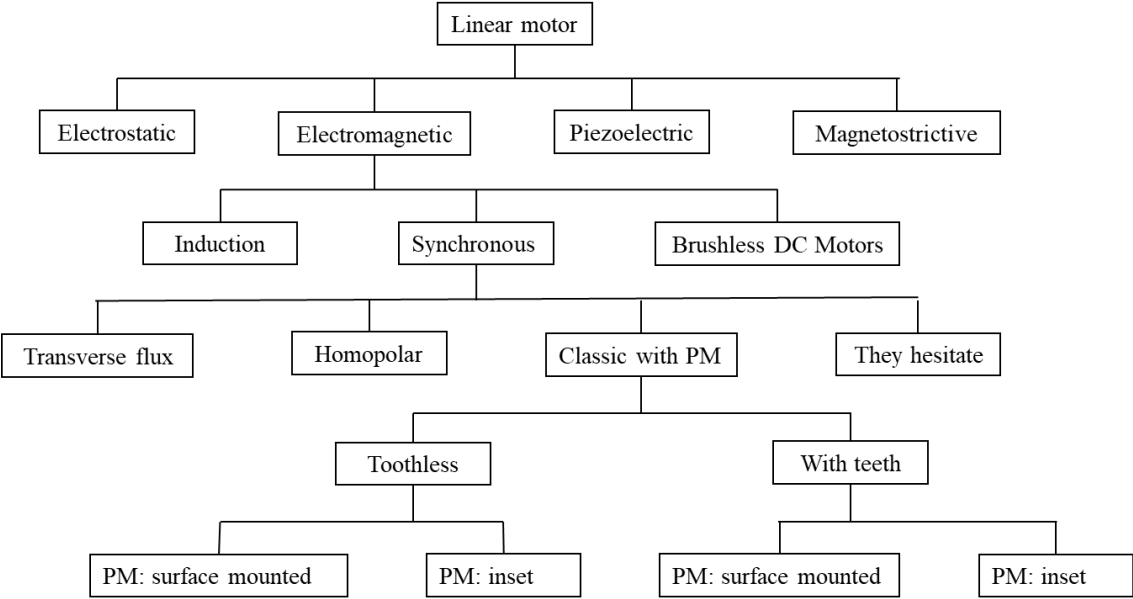 Linear motor
Electrostatic
Electromagnetic
Piezoelectric
Magnetostrictive
Induction
Synchronous
Brushless DC Motors
Transverse flux
Homopolar
Classic with PM
They hesitate
Toothless
With teeth
PM: surface mounted
PM: inset
PM: surface mounted
PM: inset